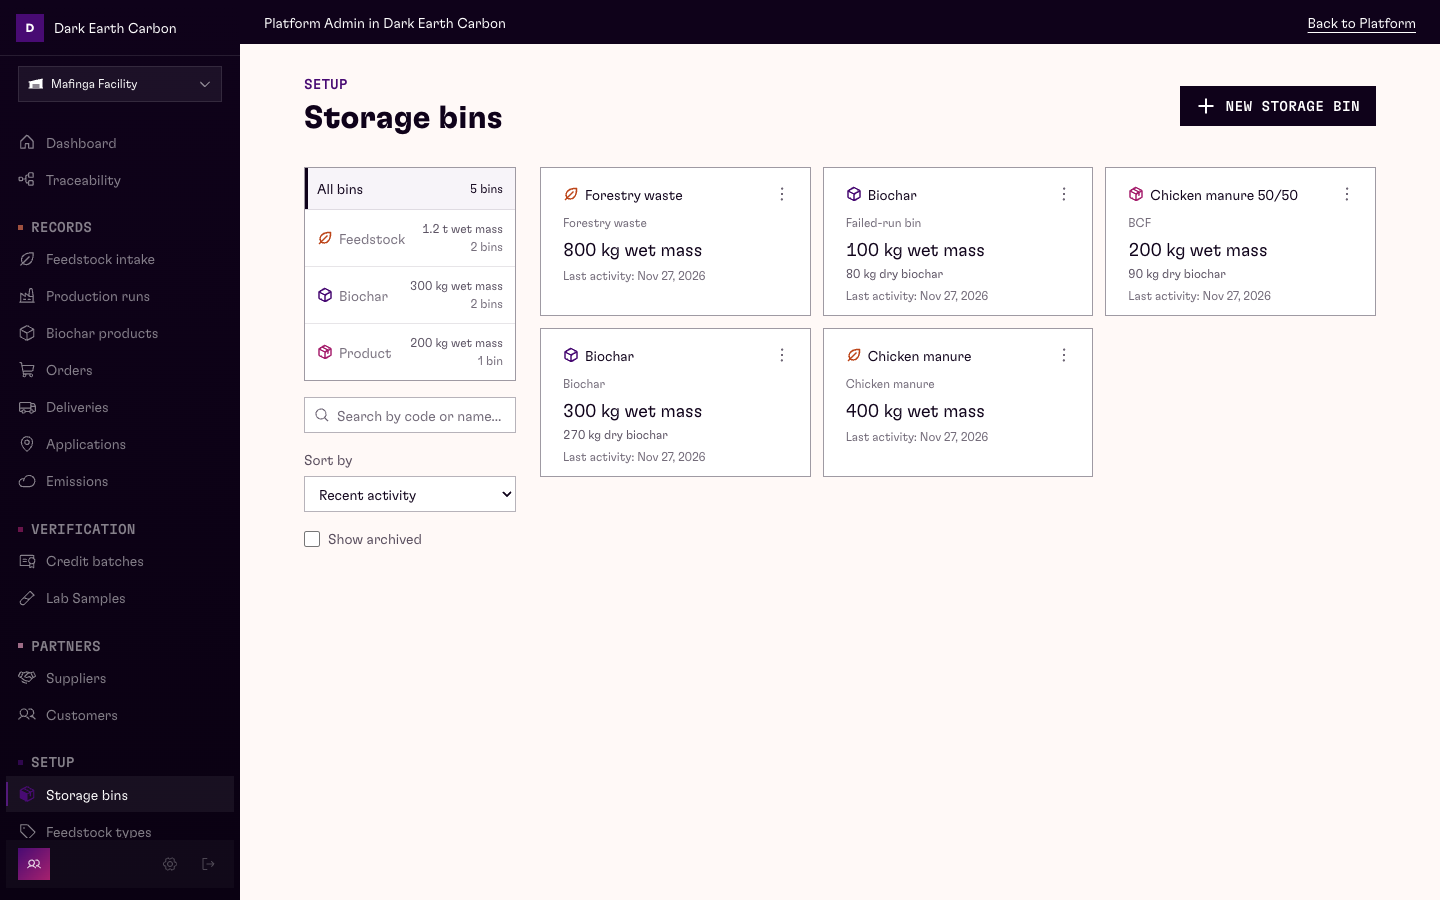 D Dark Earth Carbon
Platform Admin in Dark Earth Carbon
Back to Platform
Mafinga Facility
Dashboard
Traceability
RECORDS
Feedstock intake
Production runs
Biochar products
Orders
Deliveries
Applications
Emissions
VERIFICATION
Credit batches
Lab Samples
PARTNERS
Suppliers
Customers
SETUP
Storage bins
Feedstock types
SETUP
Storage bins
NEW STORAGE BIN
All bins 5 bins
Feedstock 1.2 t wet mass
2 bins
Biochar 300 kg wet mass
2 bins
Product 200 kg wet mass
1 bin
Search by code or name...
Sort by
Recent activity
Show archived
Forestry waste
Forestry waste
800 kg wet mass
Last activity: Nov 27, 2026
Biochar
Failed-run bin
100 kg wet mass
80 kg dry biochar
Last activity: Nov 27, 2026
Chicken manure 50/50
BCF
200 kg wet mass
90 kg dry biochar
Last activity: Nov 27, 2026
Biochar
Biochar
300 kg wet mass
270 kg dry biochar
Last activity: Nov 27, 2026
Chicken manure
Chicken manure
400 kg wet mass
Last activity: Nov 27, 2026